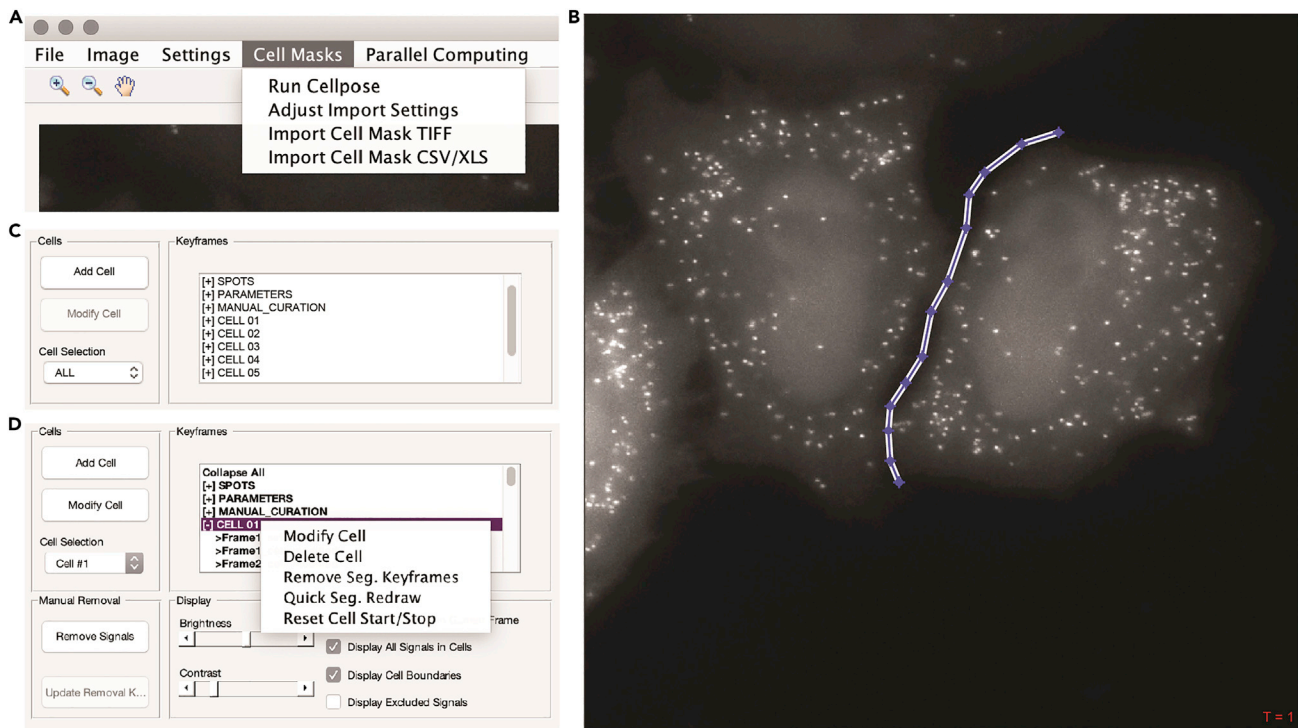 A
File Image Settings Cell Masks Parallel Computing
Run Cellpose
Adjust Import Settings
Import Cell Mask TIFF
Import Cell Mask CSV/XLS
B
T = 1
C
Cells
Add Cell
Modify Cell
Cell Selection
ALL
Keyframes
[+] SPOTS
[+] PARAMETERS
[+] MANUAL_CURATION
[+] CELL 01
[+] CELL 02
[+] CELL 03
[+] CELL 04
[+] CELL 05
D
Cells
Add Cell
Modify Cell
Cell Selection
Cell #1
Keyframes
Collapse All
[+] SPOTS
[+] PARAMETERS
[+] MANUAL_CURATION
[-] CELL 01
>Frame1
>Frame1
>Frame2
Modify Cell
Delete Cell
Remove Seg. Keyframes
Quick Seg. Redraw
Reset Cell Start/Stop
Manual Removal
Remove Signals
Update Removal K...
Display
Brightness
Contrast
Frame
Display All Signals in Cells
Display Cell Boundaries
Display Excluded Signals